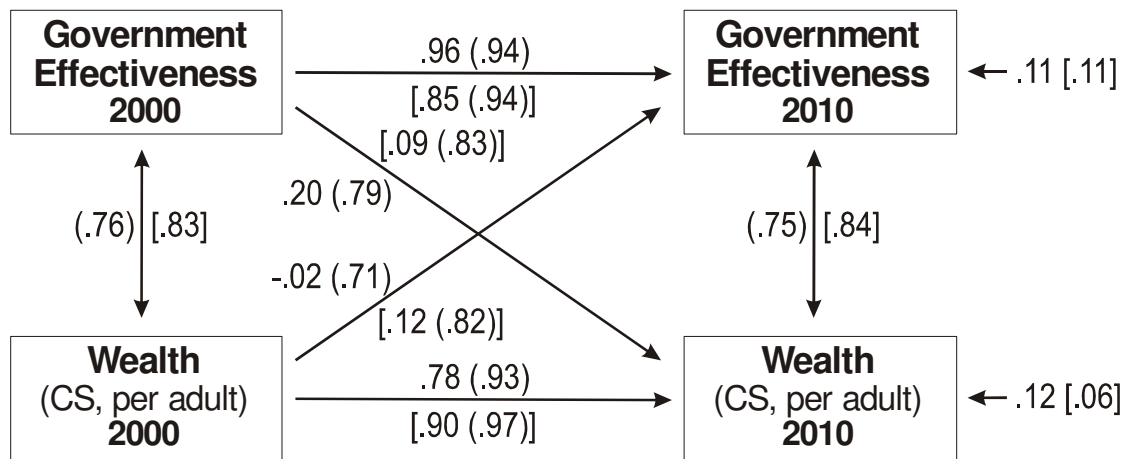 Government
Effectiveness
2000
.96 (.94)
[.85 (.94)]
Government
Effectiveness
2010
.11 [.11]
[.09 (.83)]
.20 (.79)
(.76) [.83]
(.75) [.84]
-.02 (.71)
[.12 (.82)]
Wealth
(CS, per adult)
2000
.78 (.93)
[.90 (.97)]
Wealth
(CS, per adult)
2010
.12 [.06]